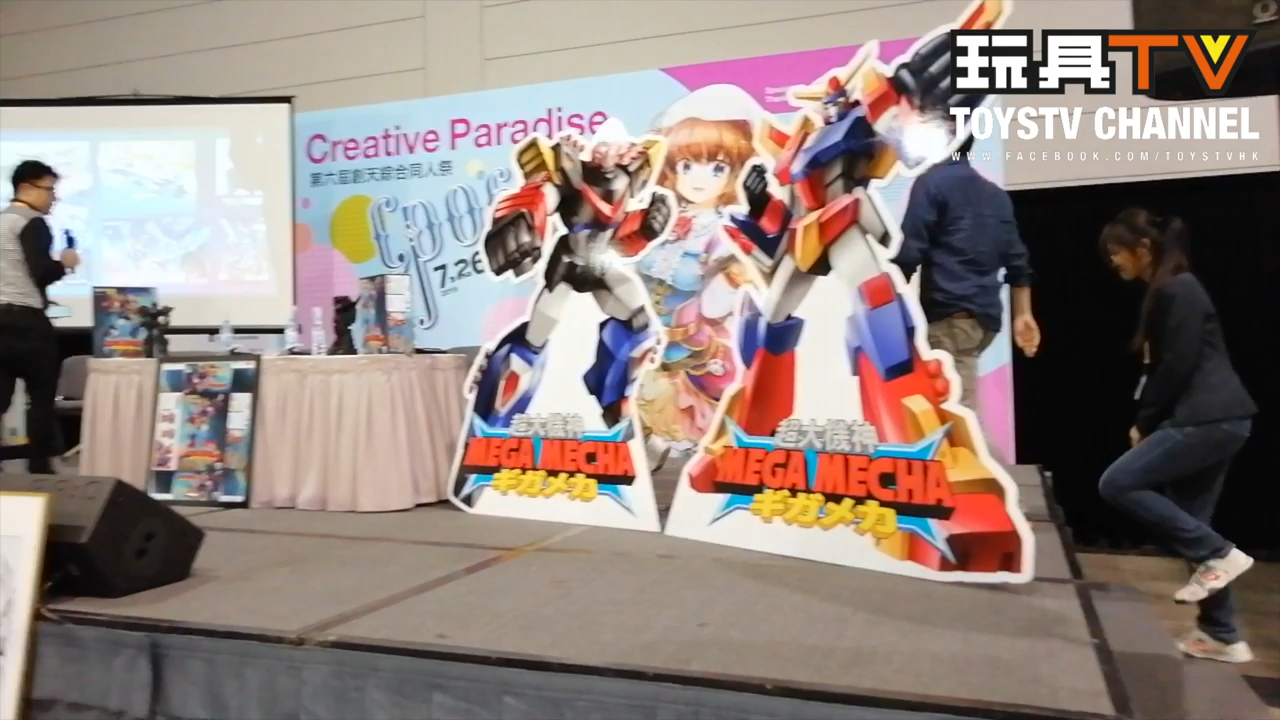 玩具TV
TOYSTV CHANNEL
WWW.FACEBOOK.COM/TOYSTVHK
Creative Paradise
第六屆創天綜合同人祭
7.26
超大機神
MEGA MECHA
ギガメカ
超大機神
MEGA MECHA
ギガメカ